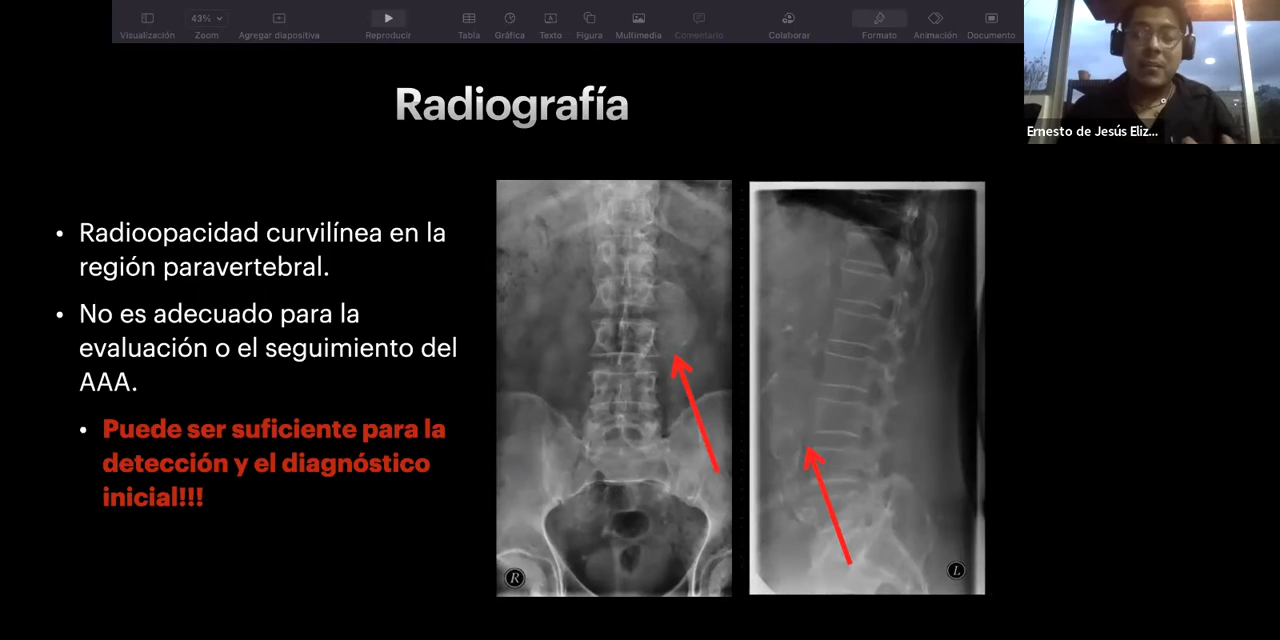 43%
Visualización
Zoom
Agregar diapositiva
Reproducir
Tabla
Gráfica
Texto
Figura
Multimedia
Comentario
Colaborar
Formato
Animación
Documento
Ernesto de Jesús Eliz...
Radiografía
• Radioopacidad curvilínea en la
región paravertebral.
• No es adecuado para la
evaluación o el seguimiento del
AAA.
• Puede ser suficiente para la
detección y el diagnóstico
inicial!!!
R
L